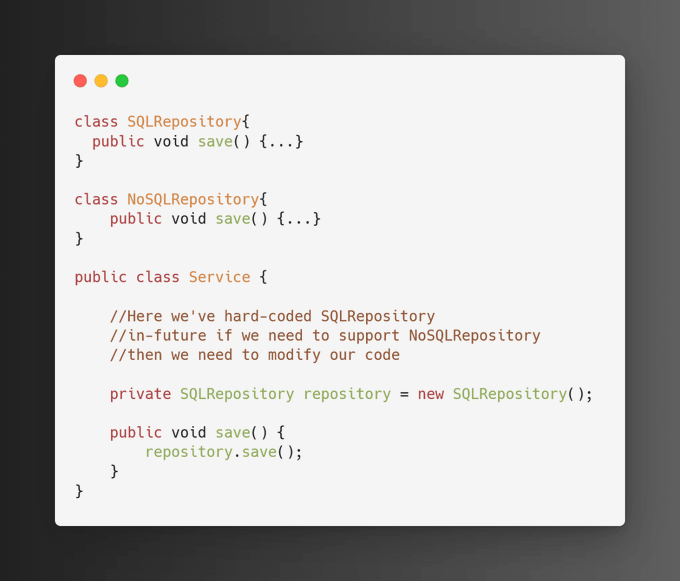 class SQLRepository{
  public void save() {...}
}

class NoSQLRepository{
    public void save() {...}
}

public class Service {

    //Here we've hard-coded SQLRepository
    //in-future if we need to support NoSQLRepository
    //then we need to modify our code

    private SQLRepository repository = new SQLRepository();

    public void save() {
        repository.save();
    }
}